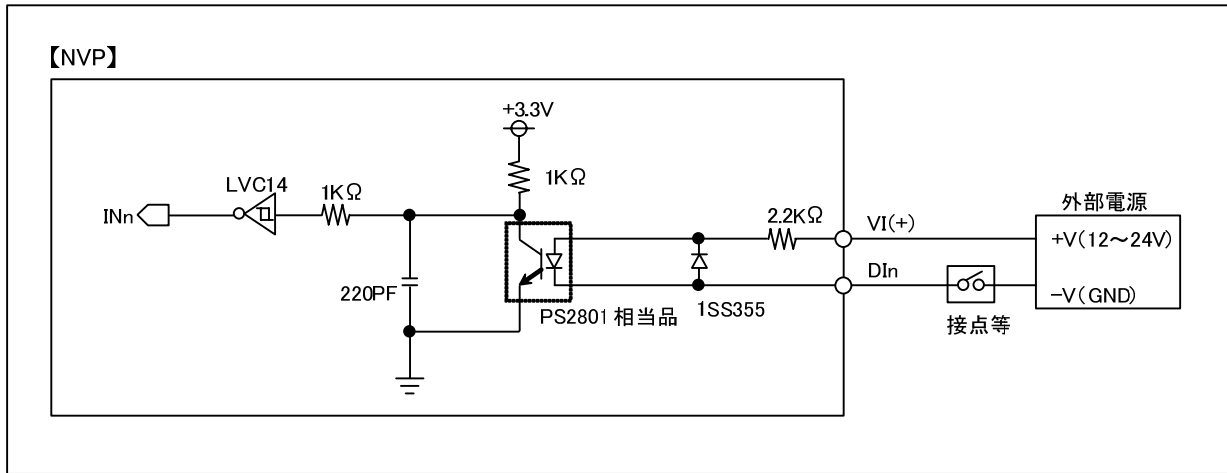 【NVP】
+3.3V
1KΩ
LVC14
1KΩ
INn
220PF
PS2801 相当品
1SS355
2.2KΩ
VI(+)
DIn
接点等
外部電源
+V(12～24V)
-V(GND)